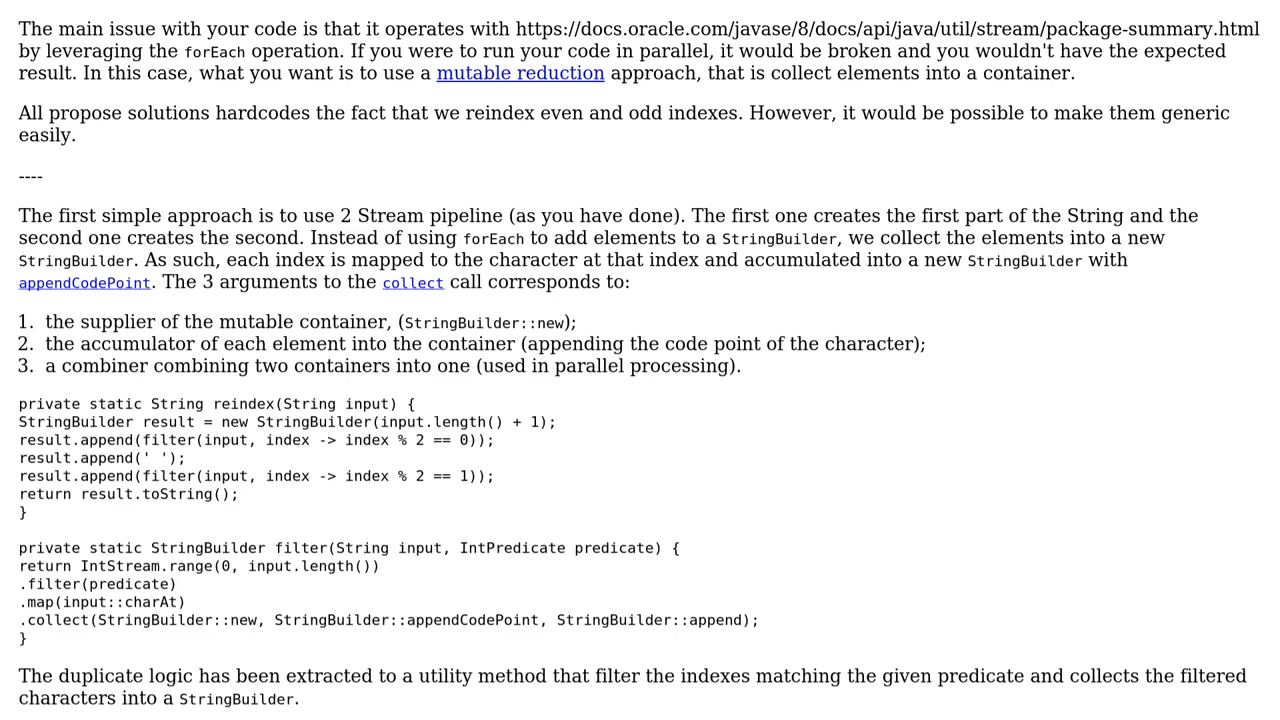 The main issue with your code is that it operates with https://docs.oracle.com/javase/8/docs/api/java/util/stream/package-summary.html
by leveraging the forEach operation. If you were to run your code in parallel, it would be broken and you wouldn't have the expected
result. In this case, what you want is to use a mutable reduction approach, that is collect elements into a container.
All propose solutions hardcodes the fact that we reindex even and odd indexes. However, it would be possible to make them generic
easily.
----
The first simple approach is to use 2 Stream pipeline (as you have done). The first one creates the first part of the String and the
second one creates the second. Instead of using forEach to add elements to a StringBuilder, we collect the elements into a new
StringBuilder. As such, each index is mapped to the character at that index and accumulated into a new StringBuilder with
appendCodePoint. The 3 arguments to the collect call corresponds to:
1. the supplier of the mutable container, (StringBuilder::new);
2. the accumulator of each element into the container (appending the code point of the character);
3. a combiner combining two containers into one (used in parallel processing).
private static String reindex(String input) {
StringBuilder result = new StringBuilder(input.length() + 1);
result.append(filter(input, index -> index % 2 == 0));
result.append(' ');
result.append(filter(input, index -> index % 2 == 1));
return result.toString();
}
private static StringBuilder filter(String input, IntPredicate predicate) {
return IntStream.range(0, input.length())
.filter(predicate)
.map(input::charAt)
.collect(StringBuilder::new, StringBuilder::appendCodePoint, StringBuilder::append);
}
The duplicate logic has been extracted to a utility method that filter the indexes matching the given predicate and collects the filtered
characters into a StringBuilder.